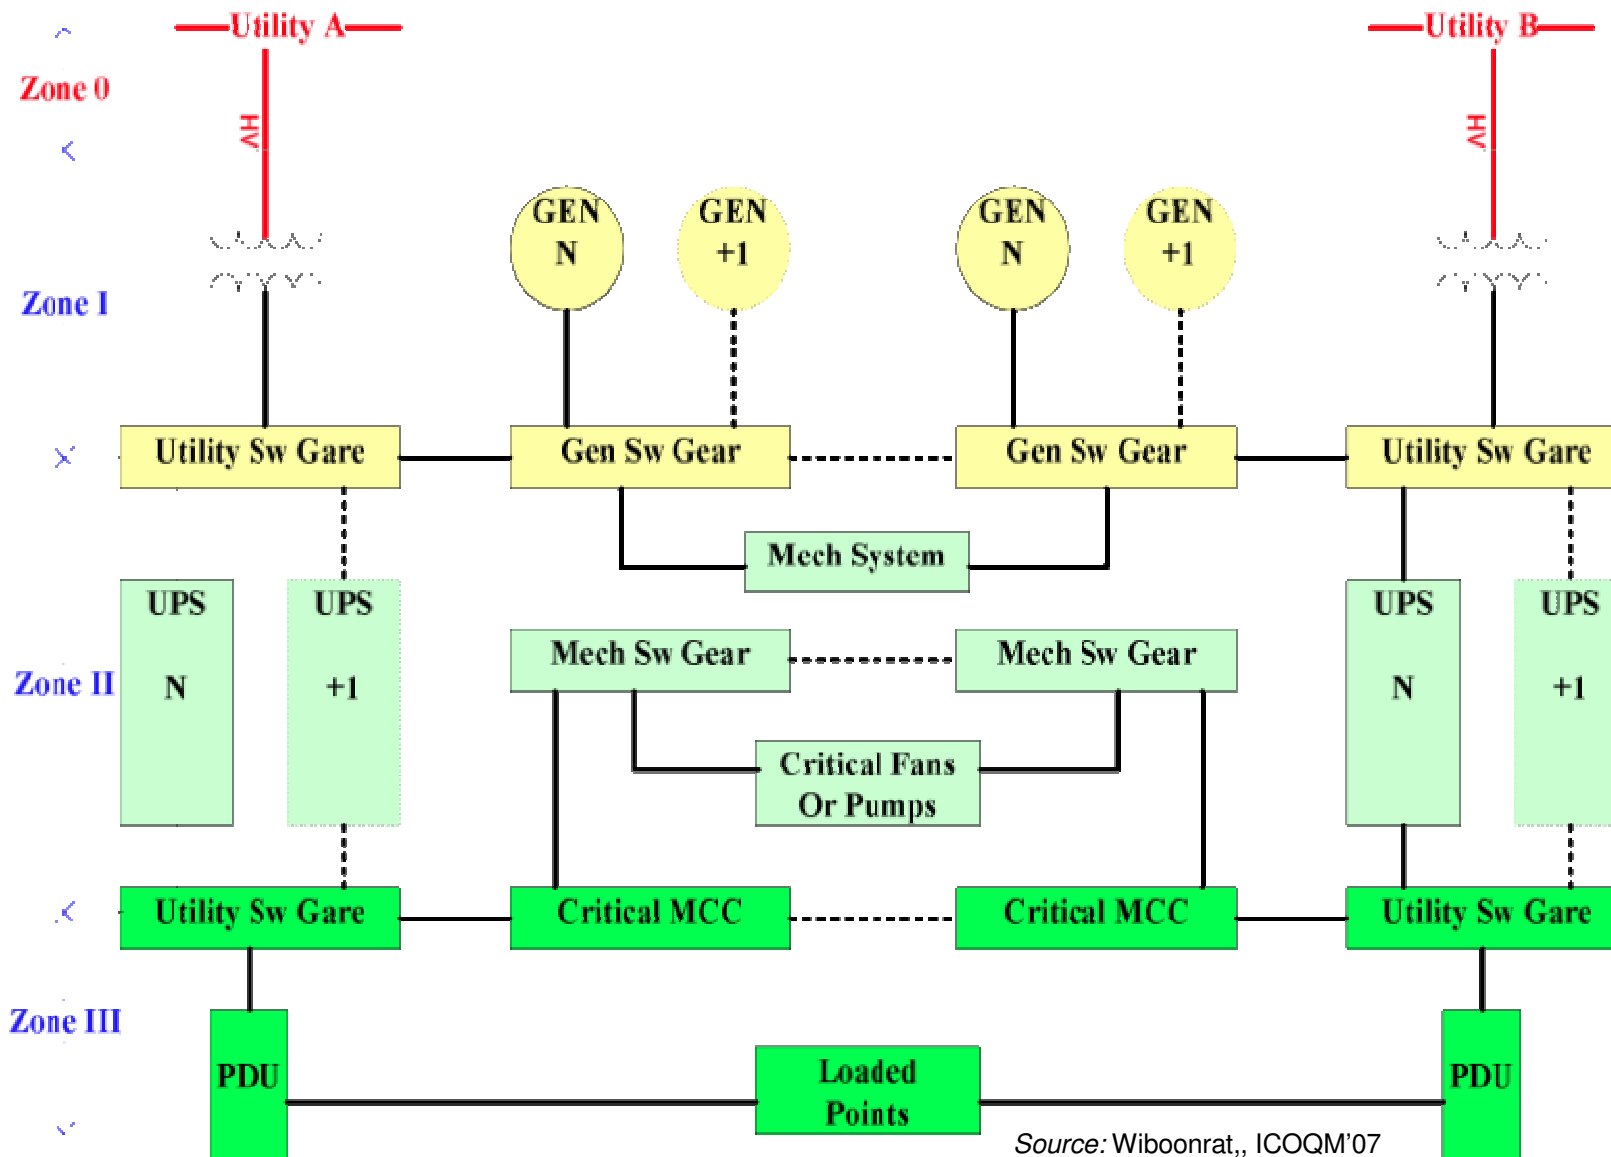 Utility A
Utility B
Zone 0
HV
HV
GEN
N
GEN
+1
GEN
N
GEN
+1
Zone I
Utility Sw Gare
Gen Sw Gear
Gen Sw Gear
Utility Sw Gare
Mech System
UPS
N
UPS
+1
Mech Sw Gear
Mech Sw Gear
UPS
N
UPS
+1
Zone II
Critical Fans
Or Pumps
Utility Sw Gare
Critical MCC
Critical MCC
Utility Sw Gare
Zone III
PDU
Loaded
Points
PDU
Source: Wiboonrat,, ICOQM'07